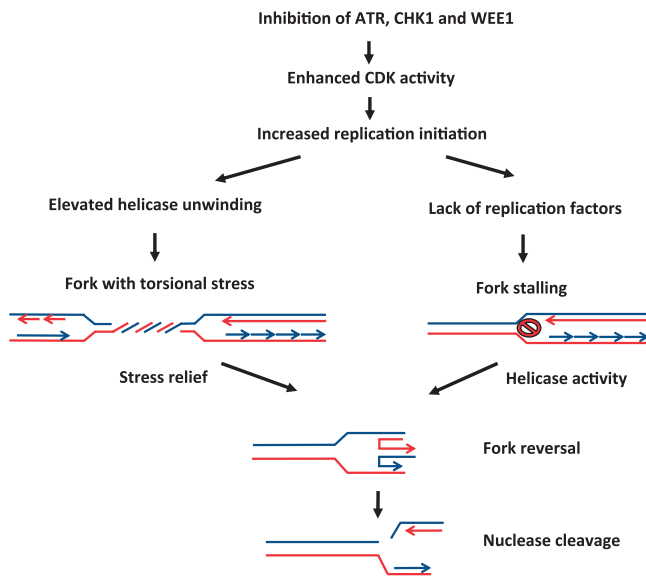 Inhibition of ATR, CHK1 and WEE1
Enhanced CDK activity
Increased replication initiation
Elevated helicase unwinding
Lack of replication factors
Fork with torsional stress
Fork stalling
Stress relief
Helicase activity
Fork reversal
Nuclease cleavage